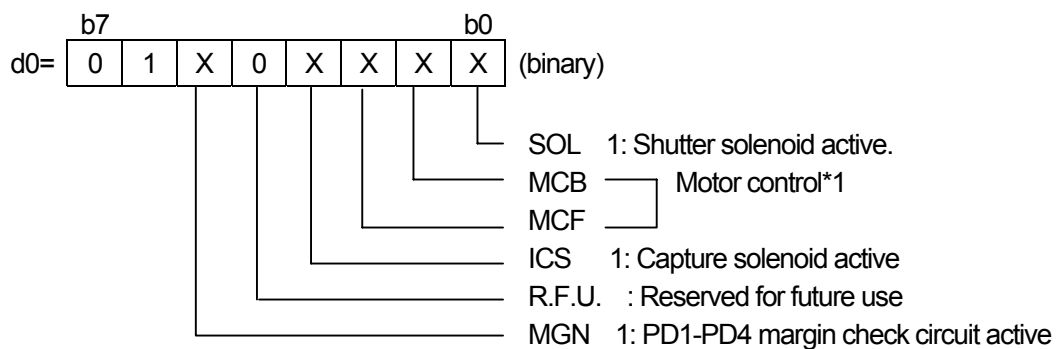 b7 b0
d0= 0 1 X 0 X X X X (binary)
SOL 1: Shutter solenoid active.
MCB Motor control*1
MCF
ICS 1: Capture solenoid active
R.F.U. : Reserved for future use
MGN 1: PD1-PD4 margin check circuit active